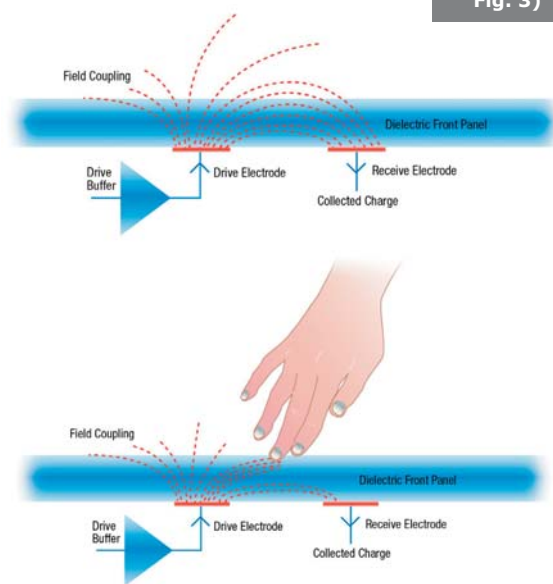 Fig. 3)
Field Coupling
Dielectric Front Panel
Drive
Buffer
Drive Electrode
Receive Electrode
Collected Charge
Field Coupling
Dielectric Front Panel
Drive
Buffer
Drive Electrode
Receive Electrode
Collected Charge